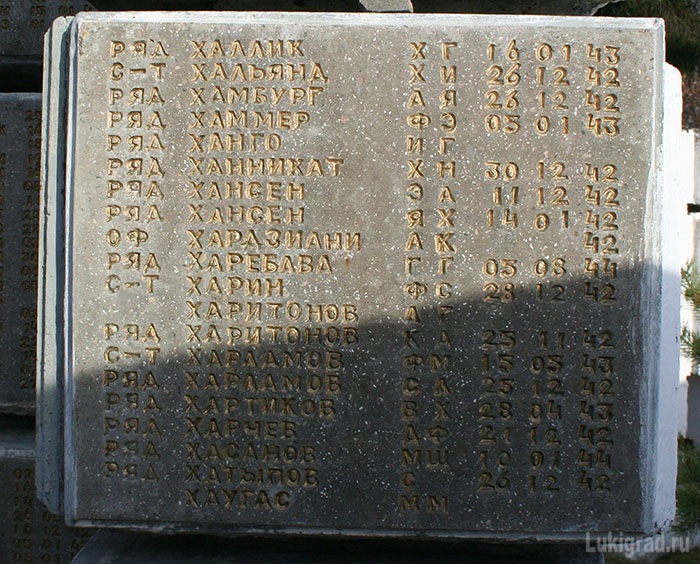 РЯД ХАЛЛИК Х Г 16 01 43
С-Т ХАЛЬЯНД Х И 26 12 42
РЯД ХАМБУРГ А Я 26 12 42
РЯД ХАММЕР Ф Э 05 01 43
РЯД ХАНГО И Г
РЯД ХАННИКАТ Х Н 30 12 42
РЯД ХАНСЕН Э А 11 12 42
РЯД ХАНСЕН Я Х 14 01 42
ОФ ХАРАЗИАНИ А К 42
РЯД ХАРЕБАВА Г Г 05 08 44
С-Т ХАРИН Ф С 28 12 42
ХАРИТОНОВ А Г
РЯД ХАРИТОНОВ К А 25 11 42
С-Т ХАРЛАМОВ Ф М 15 05 43
РЯД ХАРЛАМОВ С А 25 12 42
РЯД ХАРТИКОВ В Х 28 04 43
РЯД ХАРЧЕВ А Ф 21 12 42
РЯД ХАСАНОВ М Ш 10 01 44
РЯД ХАТЫПОВ С 26 12 42
ХАУГАС М М
Lukigrad.ru